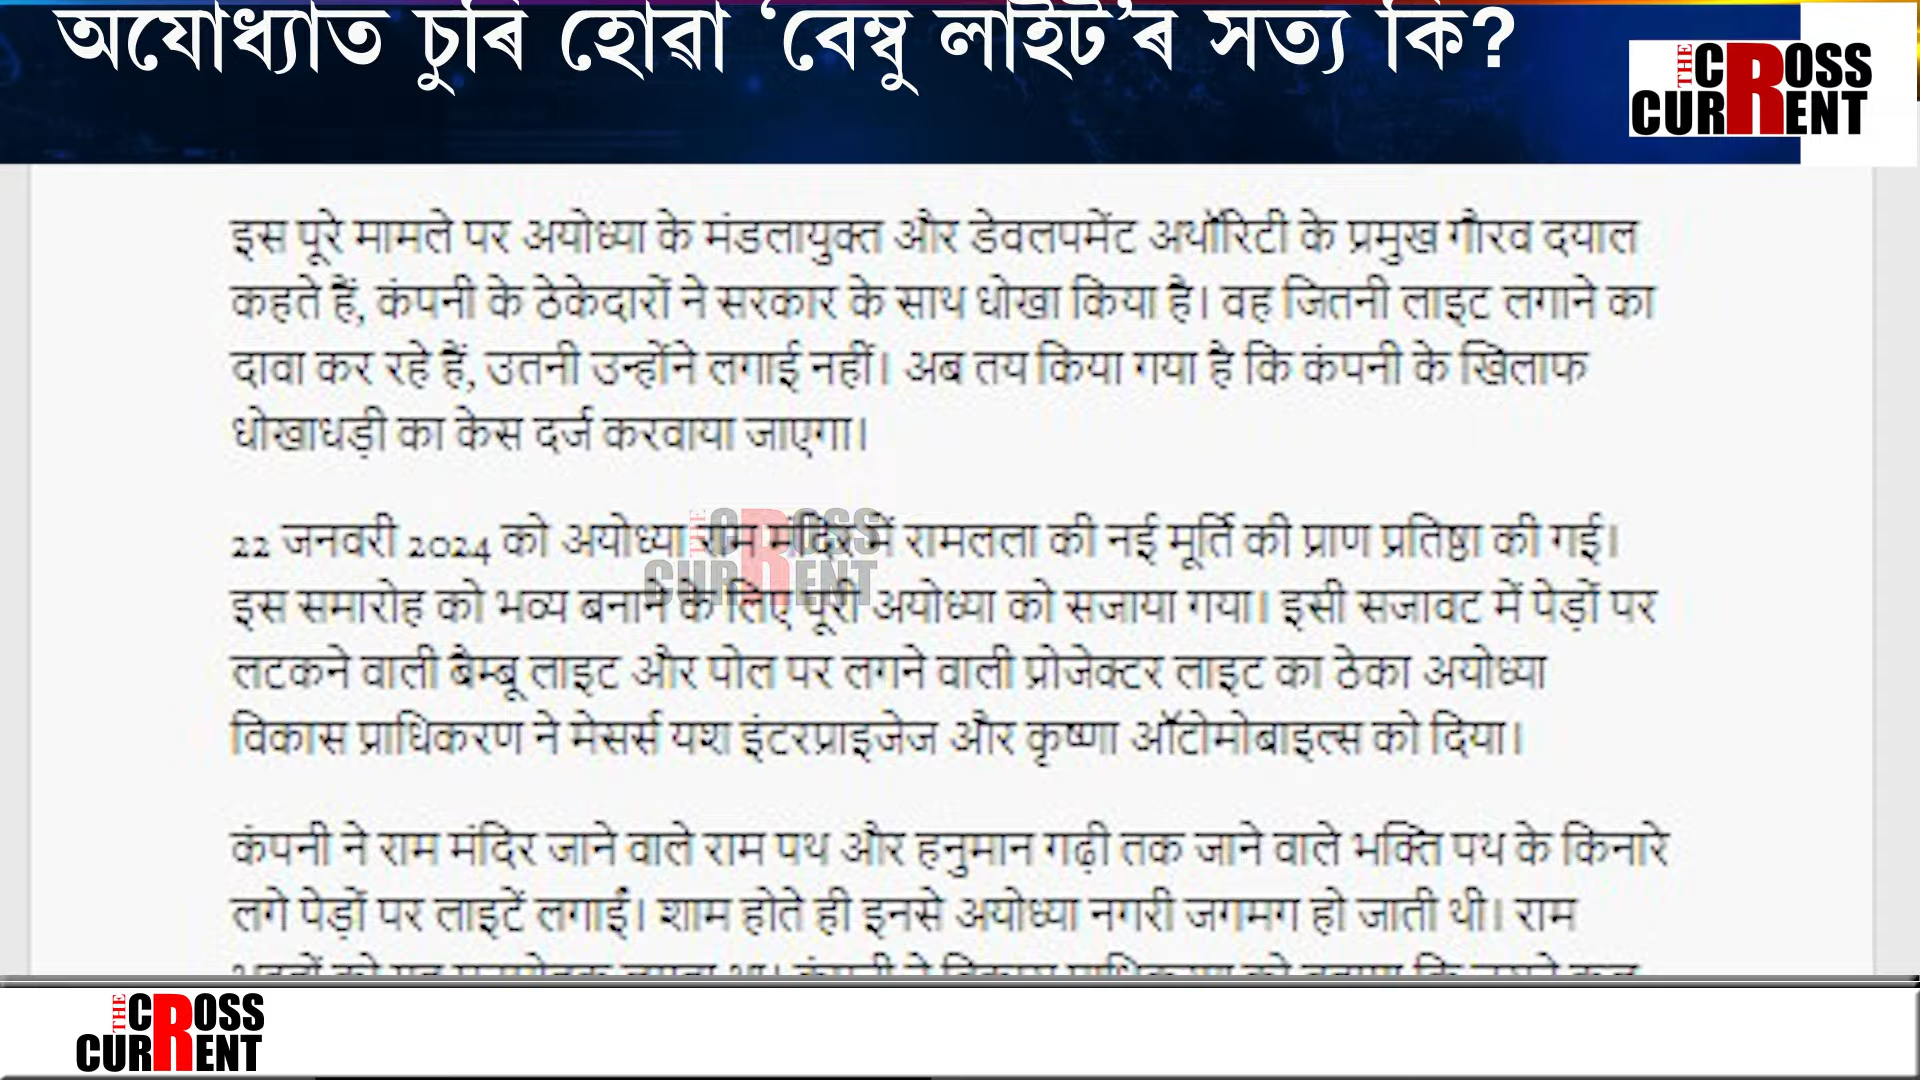 অযোধ্যাত চুৰি হোৱা ‘বেম্বু লাইট’ৰ সত্য কি?
THE CROSS CURRENT
इस पूरे मामले पर अयोध्या के मंडलायुक्त और डेवलपमेंट अथॉरिटी के प्रमुख गौरव दयाल
कहते हैं, कंपनी के ठेकेदारों ने सरकार के साथ धोखा किया है। वह जितनी लाइट लगाने का
दावा कर रहे हैं, उतनी उन्होंने लगाई नहीं। अब तय किया गया है कि कंपनी के खिलाफ
धोखाधड़ी का केस दर्ज करवाया जाएगा।
22 जनवरी 2024 को अयोध्या राम मंदिर में रामलला की नई मूर्ति की प्राण प्रतिष्ठा की गई।
इस समारोह को भव्य बनाने के लिए पूरी अयोध्या को सजाया गया। इसी सजावट में पेड़ों पर
लटकने वाली बैम्बू लाइट और पोल पर लगने वाली प्रोजेक्टर लाइट का ठेका अयोध्या
विकास प्राधिकरण ने मेसर्स यश इंटरप्राइजेज और कृष्णा ऑटोमोबाइल्स को दिया।
THE CROSS CURRENT
कंपनी ने राम मंदिर जाने वाले राम पथ और हनुमान गढ़ी तक जाने वाले भक्ति पथ के किनारे
लगे पेड़ों पर लाइटें लगाईं। शाम होते ही इनसे अयोध्या नगरी जगमग हो जाती थी। राम
THE CROSS CURRENT